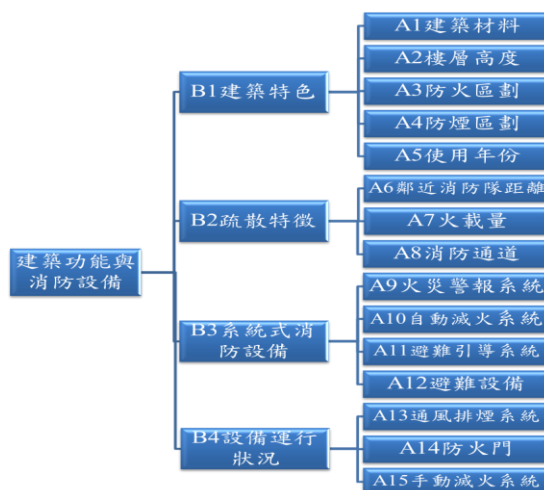 建築功能與
消防設備
B1建築特色
A1建築材料
A2樓層高度
A3防火區劃
A4防煙區劃
A5使用年份
B2疏散特徵
A6鄰近消防隊距離
A7火載量
A8消防通道
B3系統式消
防設備
A9火災警報系統
A10自動滅火系統
A11避難引導系統
A12避難設備
B4設備運行
狀況
A13通風排煙系統
A14防火門
A15手動滅火系統